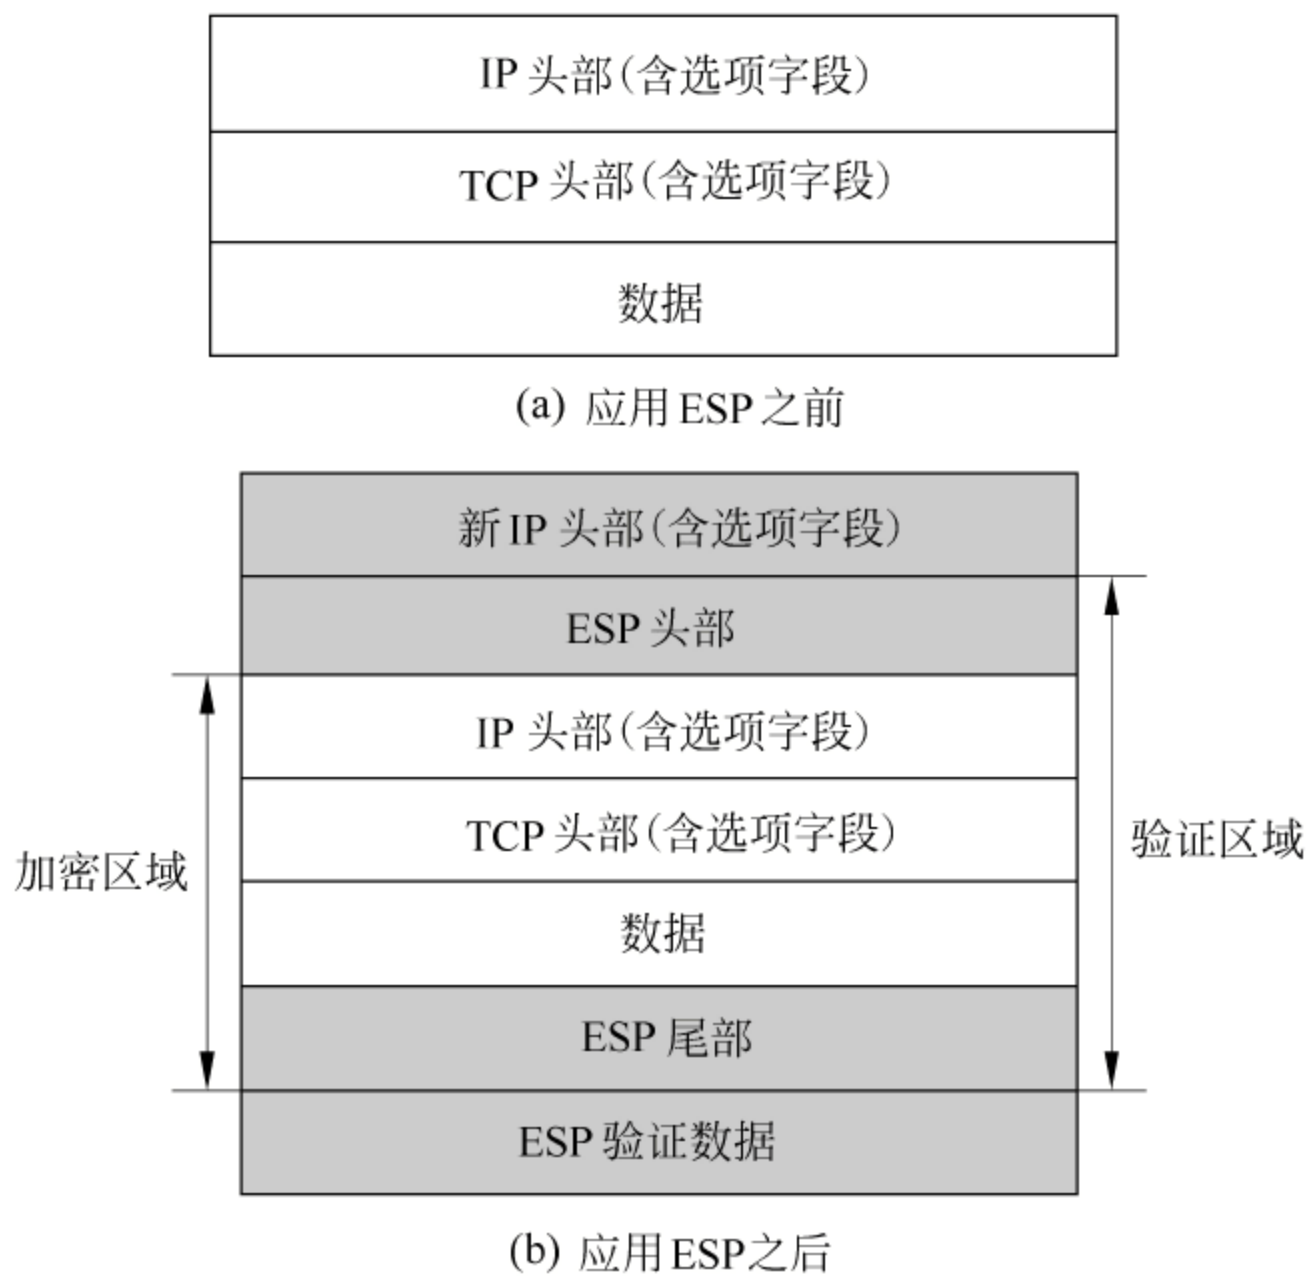 IP 头部(含选项字段)
TCP 头部(含选项字段)
数据
(a) 应用 ESP 之前
新 IP 头部(含选项字段)
ESP 头部
IP 头部(含选项字段)
TCP 头部(含选项字段)
验证区域
加密区域
数据
ESP 尾部
ESP 验证数据
(b) 应用 ESP之后